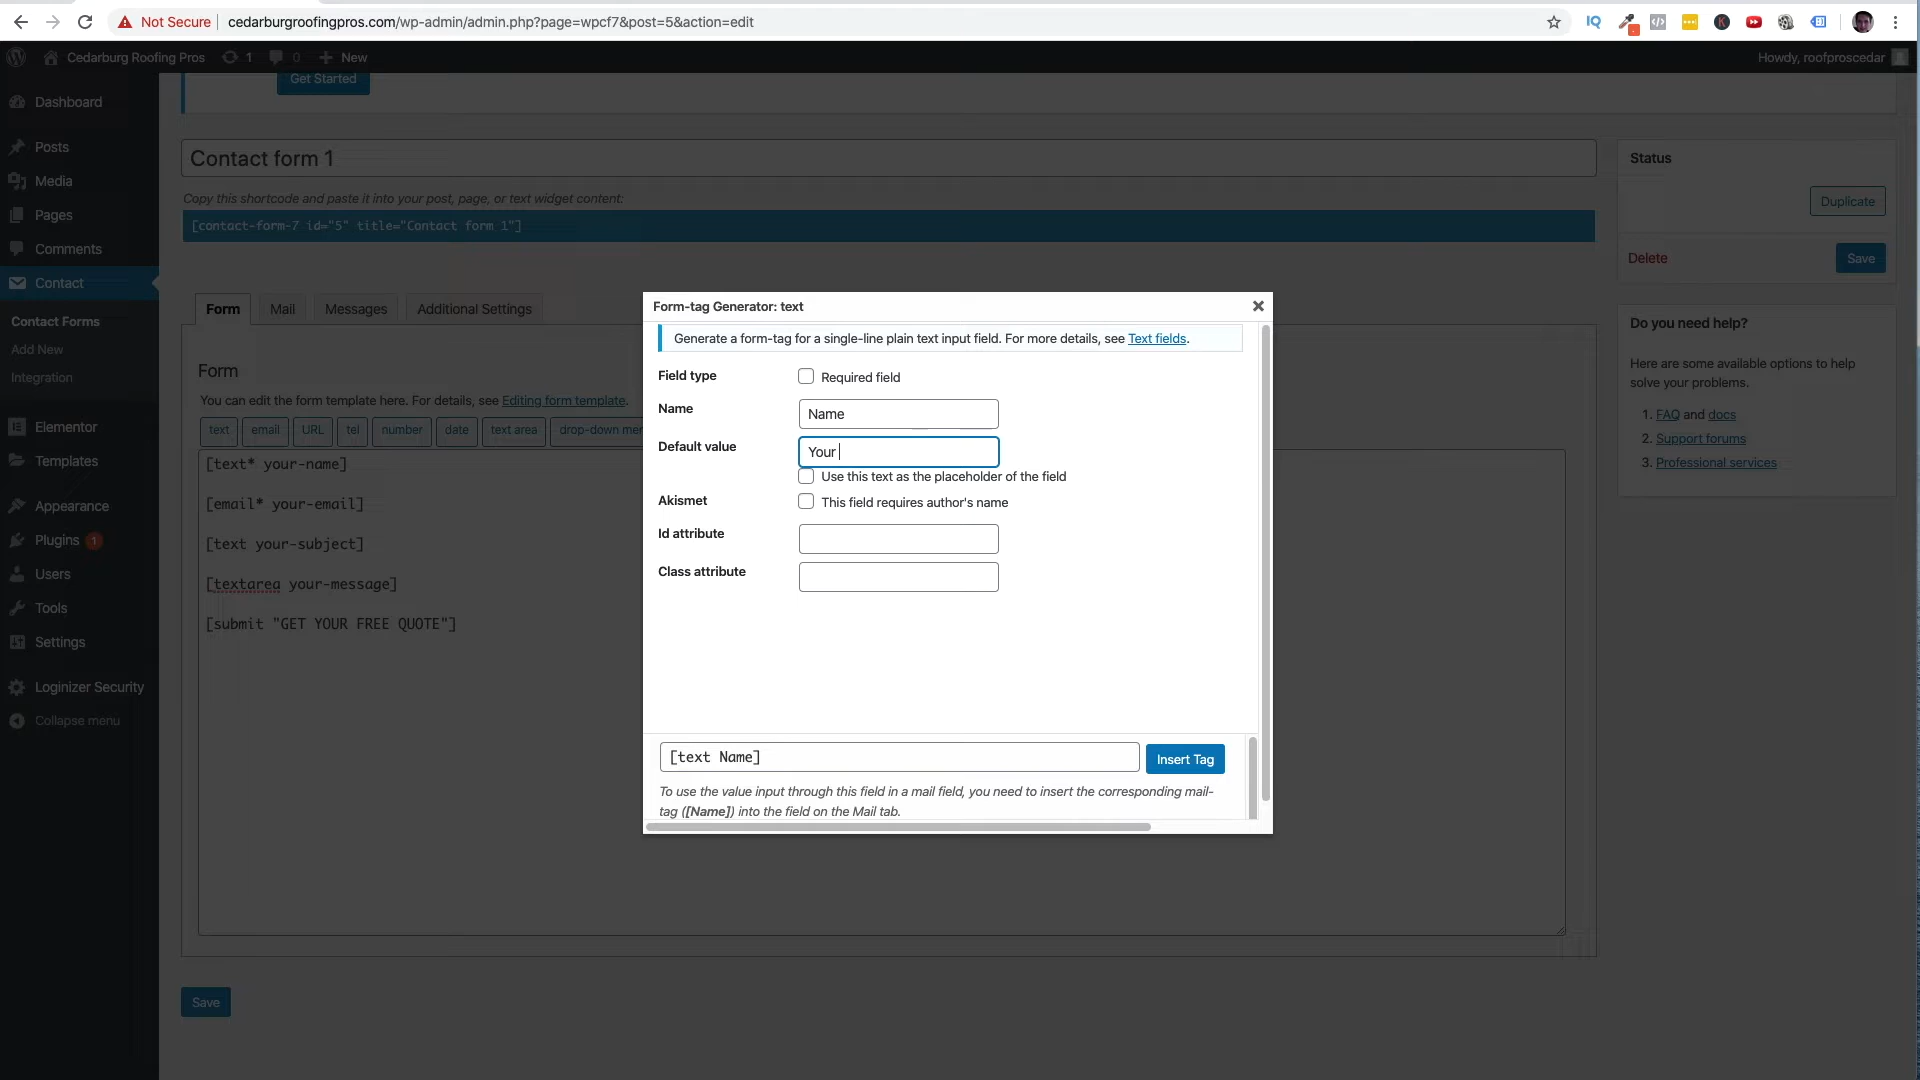 Not Secure
cedarburgroofingpros.com/wp-admin/admin.php?page=wpcf7&post=5&action=edit
Cedarburg Roofing Pros
1
0
New
Howdy, roofproscedar
Get Started
Dashboard
Posts
Media
Pages
Comments
Contact
Contact Forms
Add New
Integration
Elementor
Templates
Appearance
Plugins 1
Users
Tools
Settings
Loginizer Security
Collapse menu
Contact form 1
Copy this shortcode and paste it into your post, page, or text widget content:
[contact-form-7 id="5" title="Contact form 1"]
Form
Mail
Messages
Additional Settings
Form
You can edit the form template here. For details, see Editing form template.
text
email
URL
tel
number
date
text area
drop-down men
[text* your-name]
[email* your-email]
[text your-subject]
[textarea your-message]
[submit "GET YOUR FREE QUOTE"]
Save
Form-tag Generator: text
Generate a form-tag for a single-line plain text input field. For more details, see Text fields.
Field type
Required field
Name
Name
Default value
Your
Use this text as the placeholder of the field
Akismet
This field requires author's name
Id attribute
Class attribute
[text Name]
Insert Tag
To use the value input through this field in a mail field, you need to insert the corresponding mail-
tag ([Name]) into the field on the Mail tab.
Status
Duplicate
Delete
Save
Do you need help?
Here are some available options to help
solve your problems.
1. FAQ and docs
2. Support forums
3. Professional services